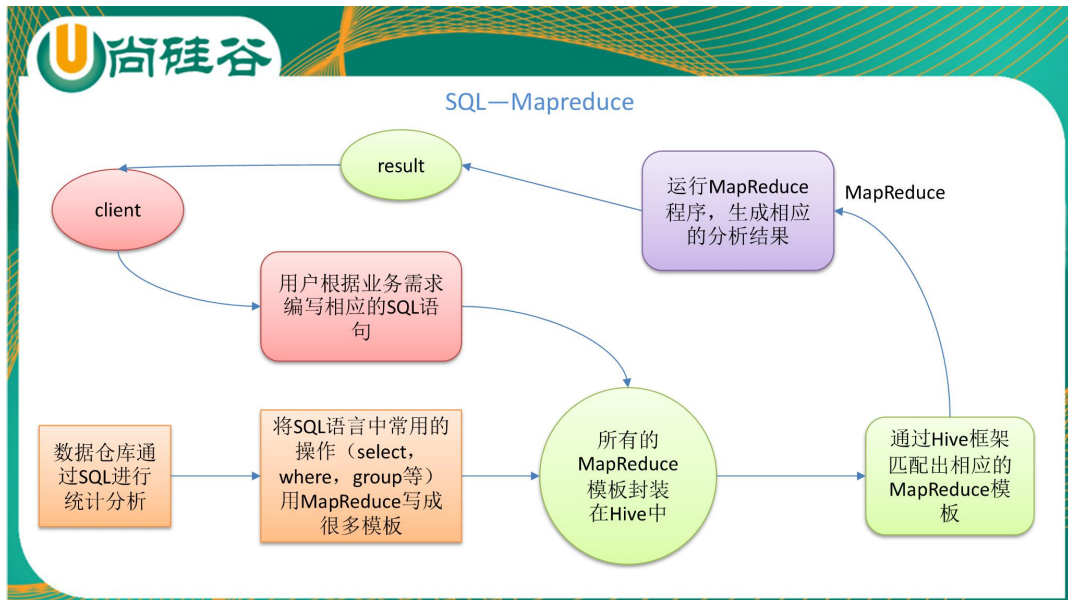 尚硅谷
SQL—Mapreduce
result
client
运行MapReduce
程序，生成相应
的分析结果
MapReduce
用户根据业务需求
编写相应的SQL语
句
数据仓库通
过SQL进行
统计分析
将SQL语言中常用的
操作（select，
where，group等）
用MapReduce写成
很多模板
所有的
MapReduce
模板封装
在Hive中
通过Hive框架
匹配出相应的
MapReduce模
板